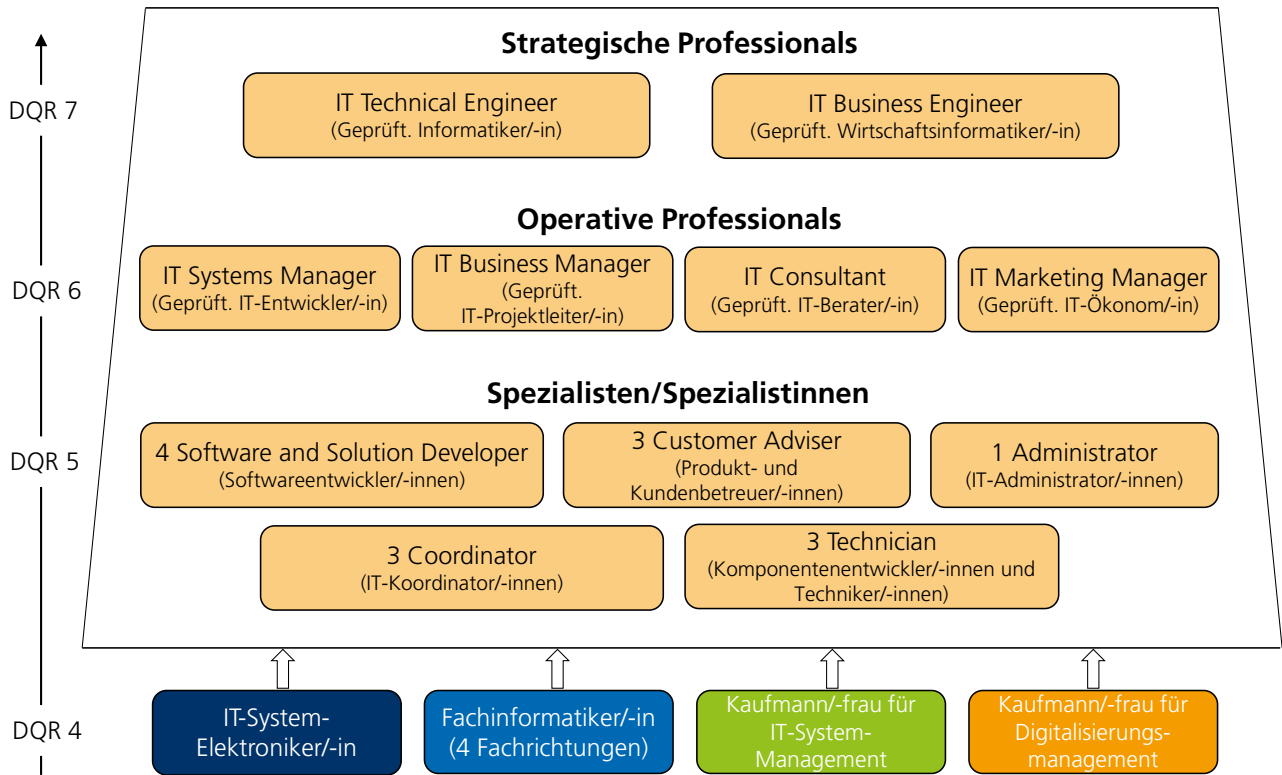 Strategische Professionals
DQR 7
IT Technical Engineer
(Geprüft. Informatiker/-in)
IT Business Engineer
(Geprüft. Wirtschaftsinformatiker/-in)
Operative Professionals
DQR 6
IT Systems Manager
(Geprüft. IT-Entwickler/-in)
IT Business Manager
(Geprüft.
IT-Projektleiter/-in)
IT Consultant
(Geprüft. IT-Berater/-in)
IT Marketing Manager
(Geprüft. IT-Ökonom/-in)
Spezialisten/Spezialistinnen
DQR 5
4 Software and Solution Developer
(Softwareentwickler/-innen)
3 Customer Adviser
(Produkt- und
Kundenbetreuer/-innen)
1 Administrator
(IT-Administrator/-innen)
3 Coordinator
(IT-Koordinator/-innen)
3 Technician
(Komponentenentwickler/-innen und
Techniker/-innen)
DQR 4
IT-System-
Elektroniker/-in
Fachinformatiker/-in
(4 Fachrichtungen)
Kaufmann/-frau für
IT-System-
Management
Kaufmann/-frau für
Digitalisierungs-
management